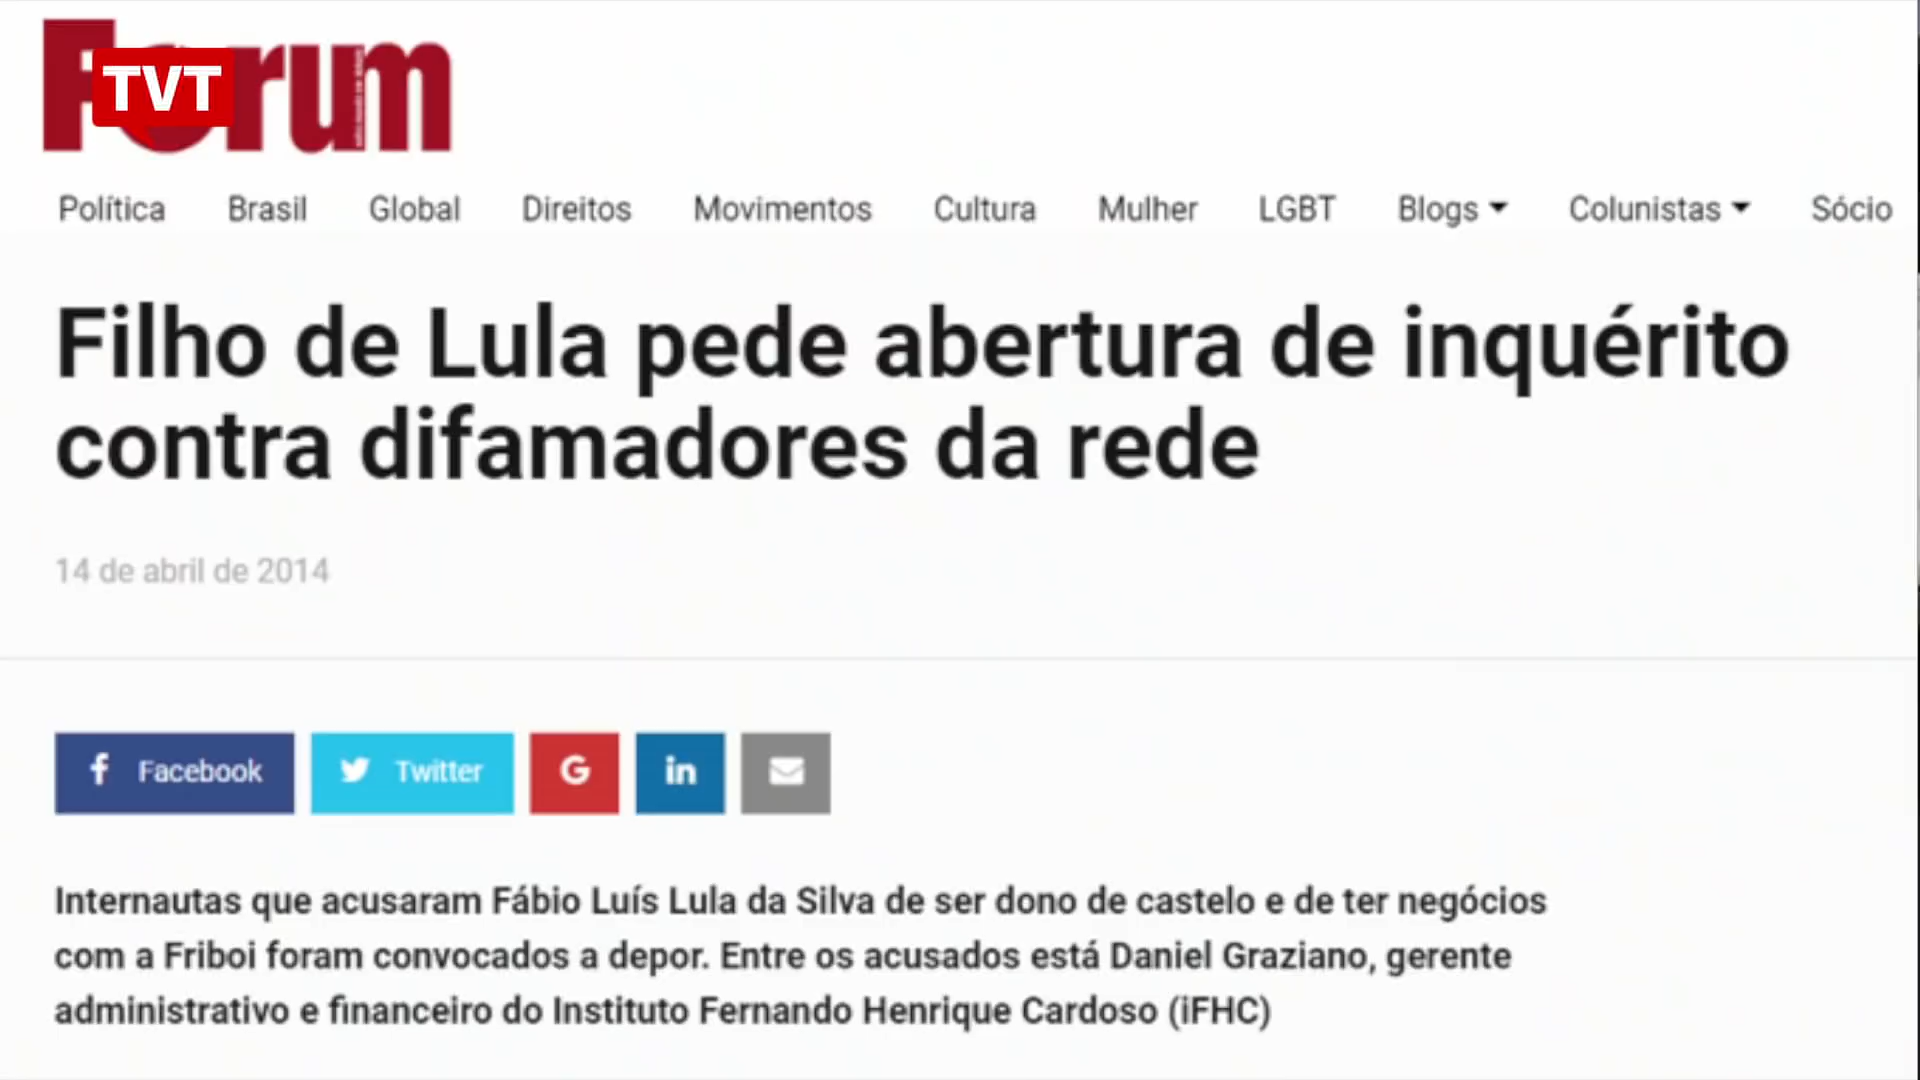 Forum
TVT
Política Brasil Global Direitos Movimentos Cultura Mulher LGBT Blogs Colunistas Sócio
Filho de Lula pede abertura de inquérito
contra difamadores da rede
14 de abril de 2014
Facebook Twitter G in
Internautas que acusaram Fábio Luís Lula da Silva de ser dono de castelo e de ter negócios
com a Friboi foram convocados a depor. Entre os acusados está Daniel Graziano, gerente
administrativo e financeiro do Instituto Fernando Henrique Cardoso (iFHC)